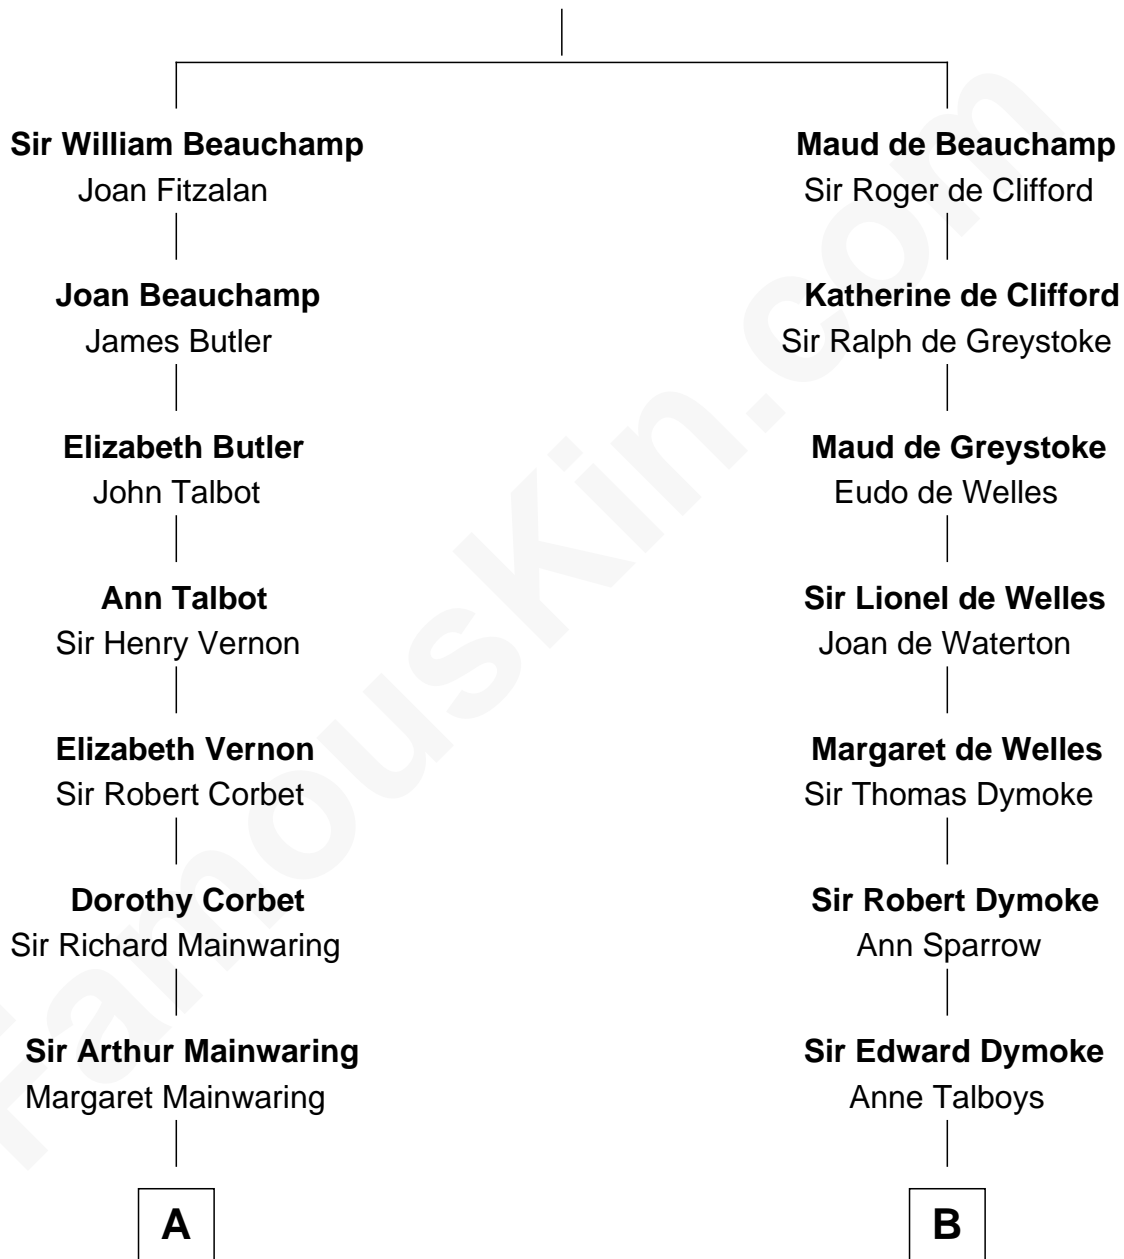 Sir William Beauchamp
Joan Fitzalan
Joan Beauchamp
James Butler
Elizabeth Butler
John Talbot
Ann Talbot
Sir Henry Vernon
Elizabeth Vernon
Sir Robert Corbet
Dorothy Corbet
Sir Richard Mainwaring
Sir Arthur Mainwaring
Margaret Mainwaring
A
Maud de Beauchamp
Sir Roger de Clifford
Katherine de Clifford
Sir Ralph de Greystoke
Maud de Greystoke
Eudo de Welles
Sir Lionel de Welles
Joan de Waterton
Margaret de Welles
Sir Thomas Dymoke
Sir Robert Dymoke
Ann Sparrow
Sir Edward Dymoke
Anne Talboys
B
FamousKin.com